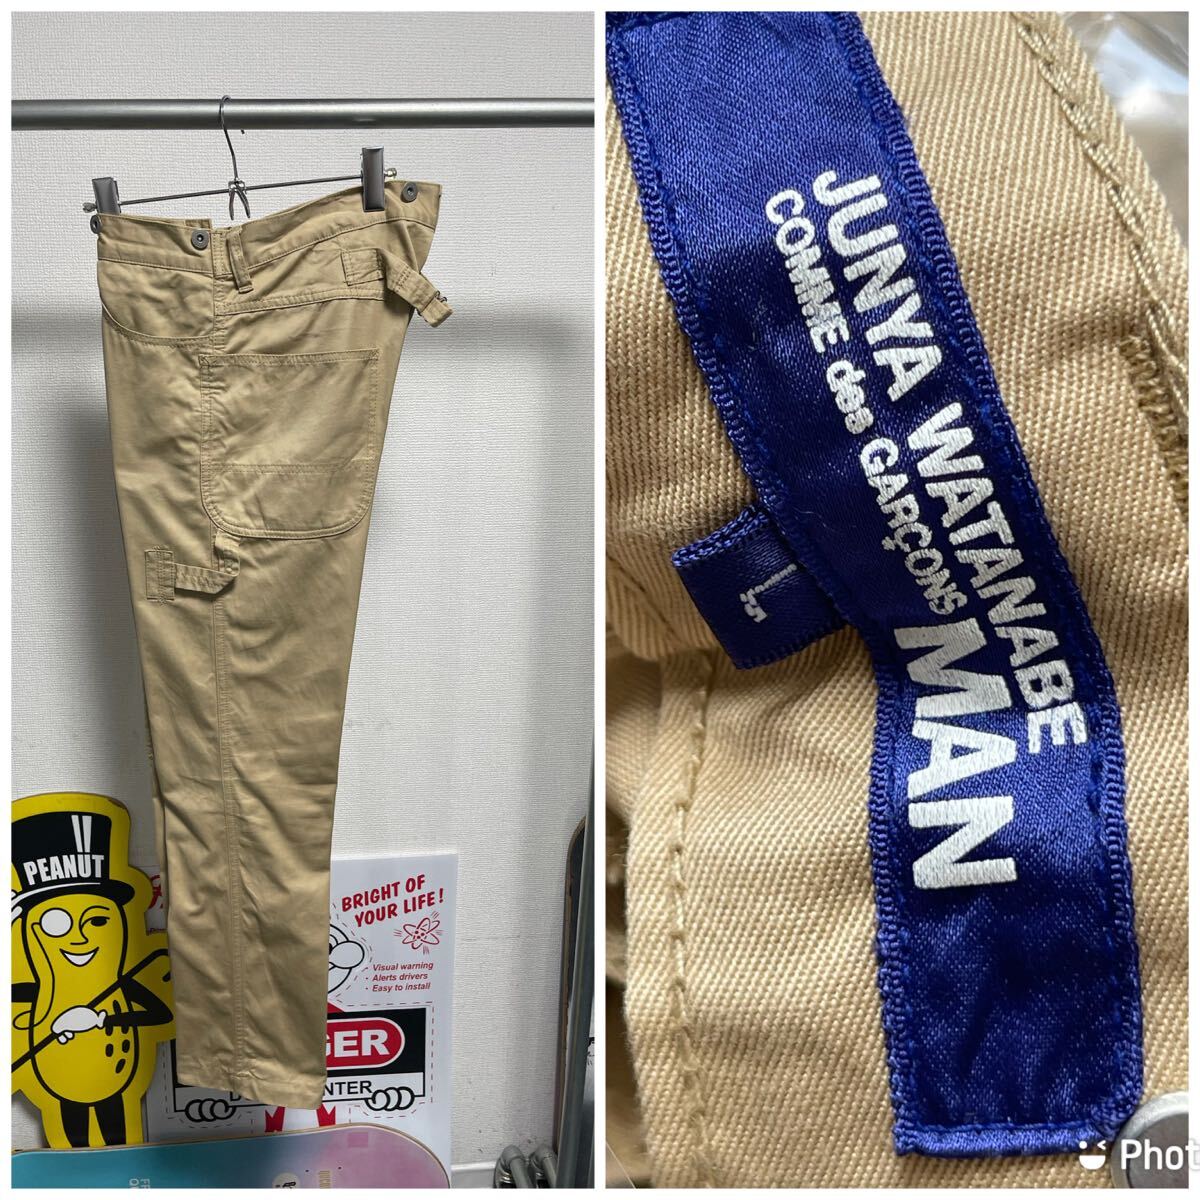 PEANUT
BRIGHT OF
YOUR LIFE!
· Visual warning
· Alerts drivers
· Easy to install
GER
NTER
JUNYA WATANABE
COMME des GARÇONS MAN
L
Phot